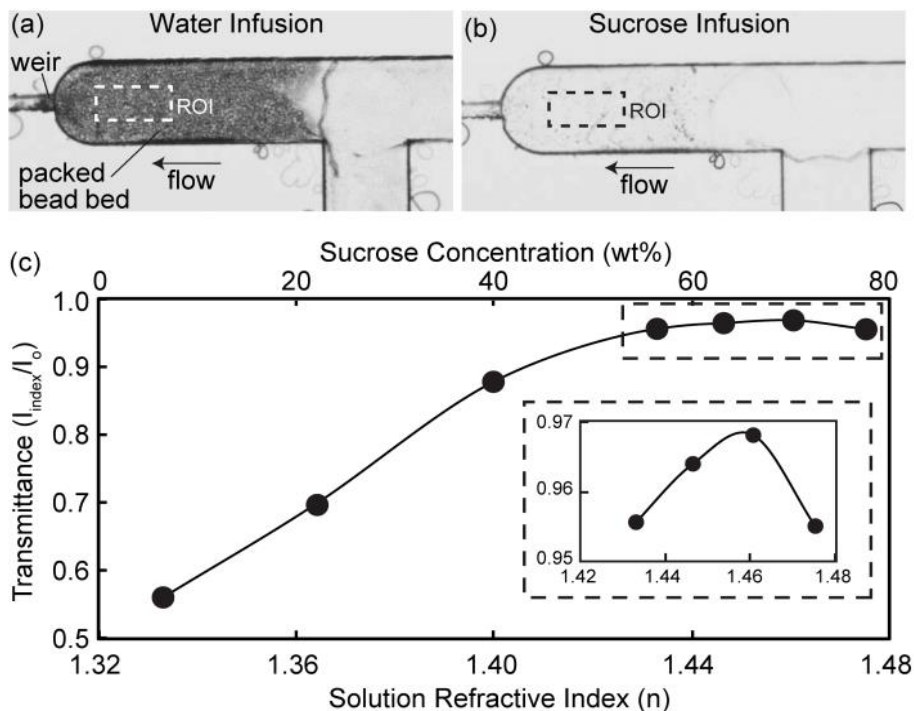 (a) Water Infusion
weir
ROI
packed
bead bed
flow
(b) Sucrose Infusion
ROI
flow
(c)
Sucrose Concentration (wt%)
0 20 40 60 80
1.0
0.9
0.8
0.7
0.6
0.5
Transmittance (I_index/I_o)
0.97
0.96
0.95
1.42 1.44 1.46 1.48
1.32 1.36 1.40 1.44 1.48
Solution Refractive Index (n)